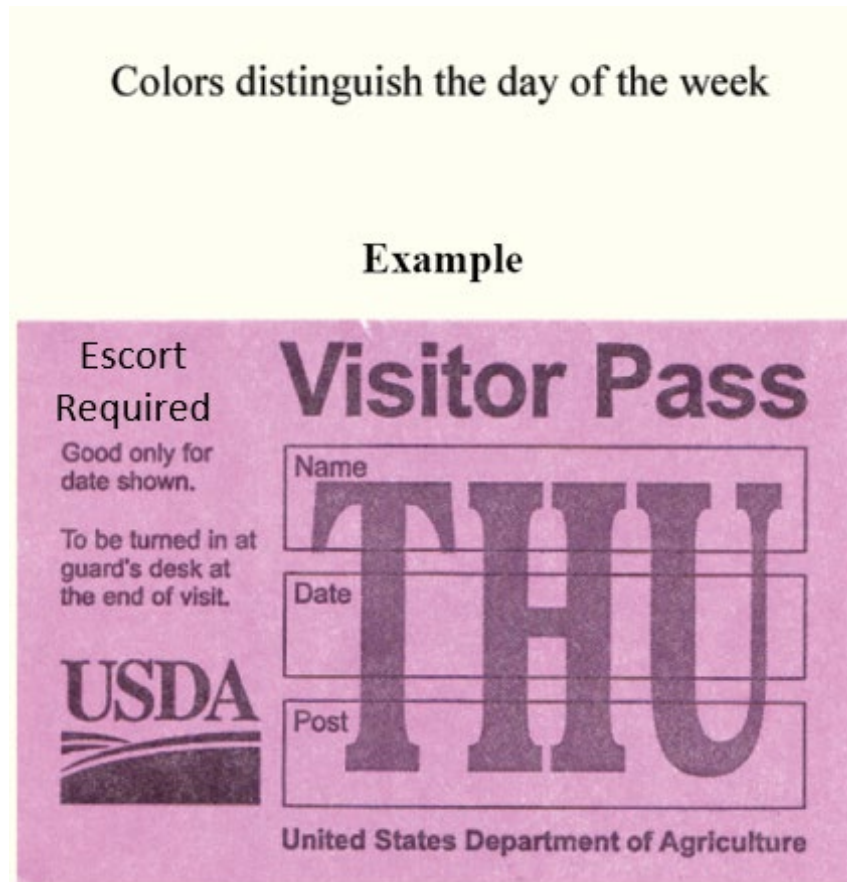 Colors distinguish the day of the week
Example
Escort
Required
Good only for
date shown.
To be turned in at
guard's desk at
the end of visit.
USDA
Visitor Pass
Name
THU
Date
Post
United States Department of Agriculture